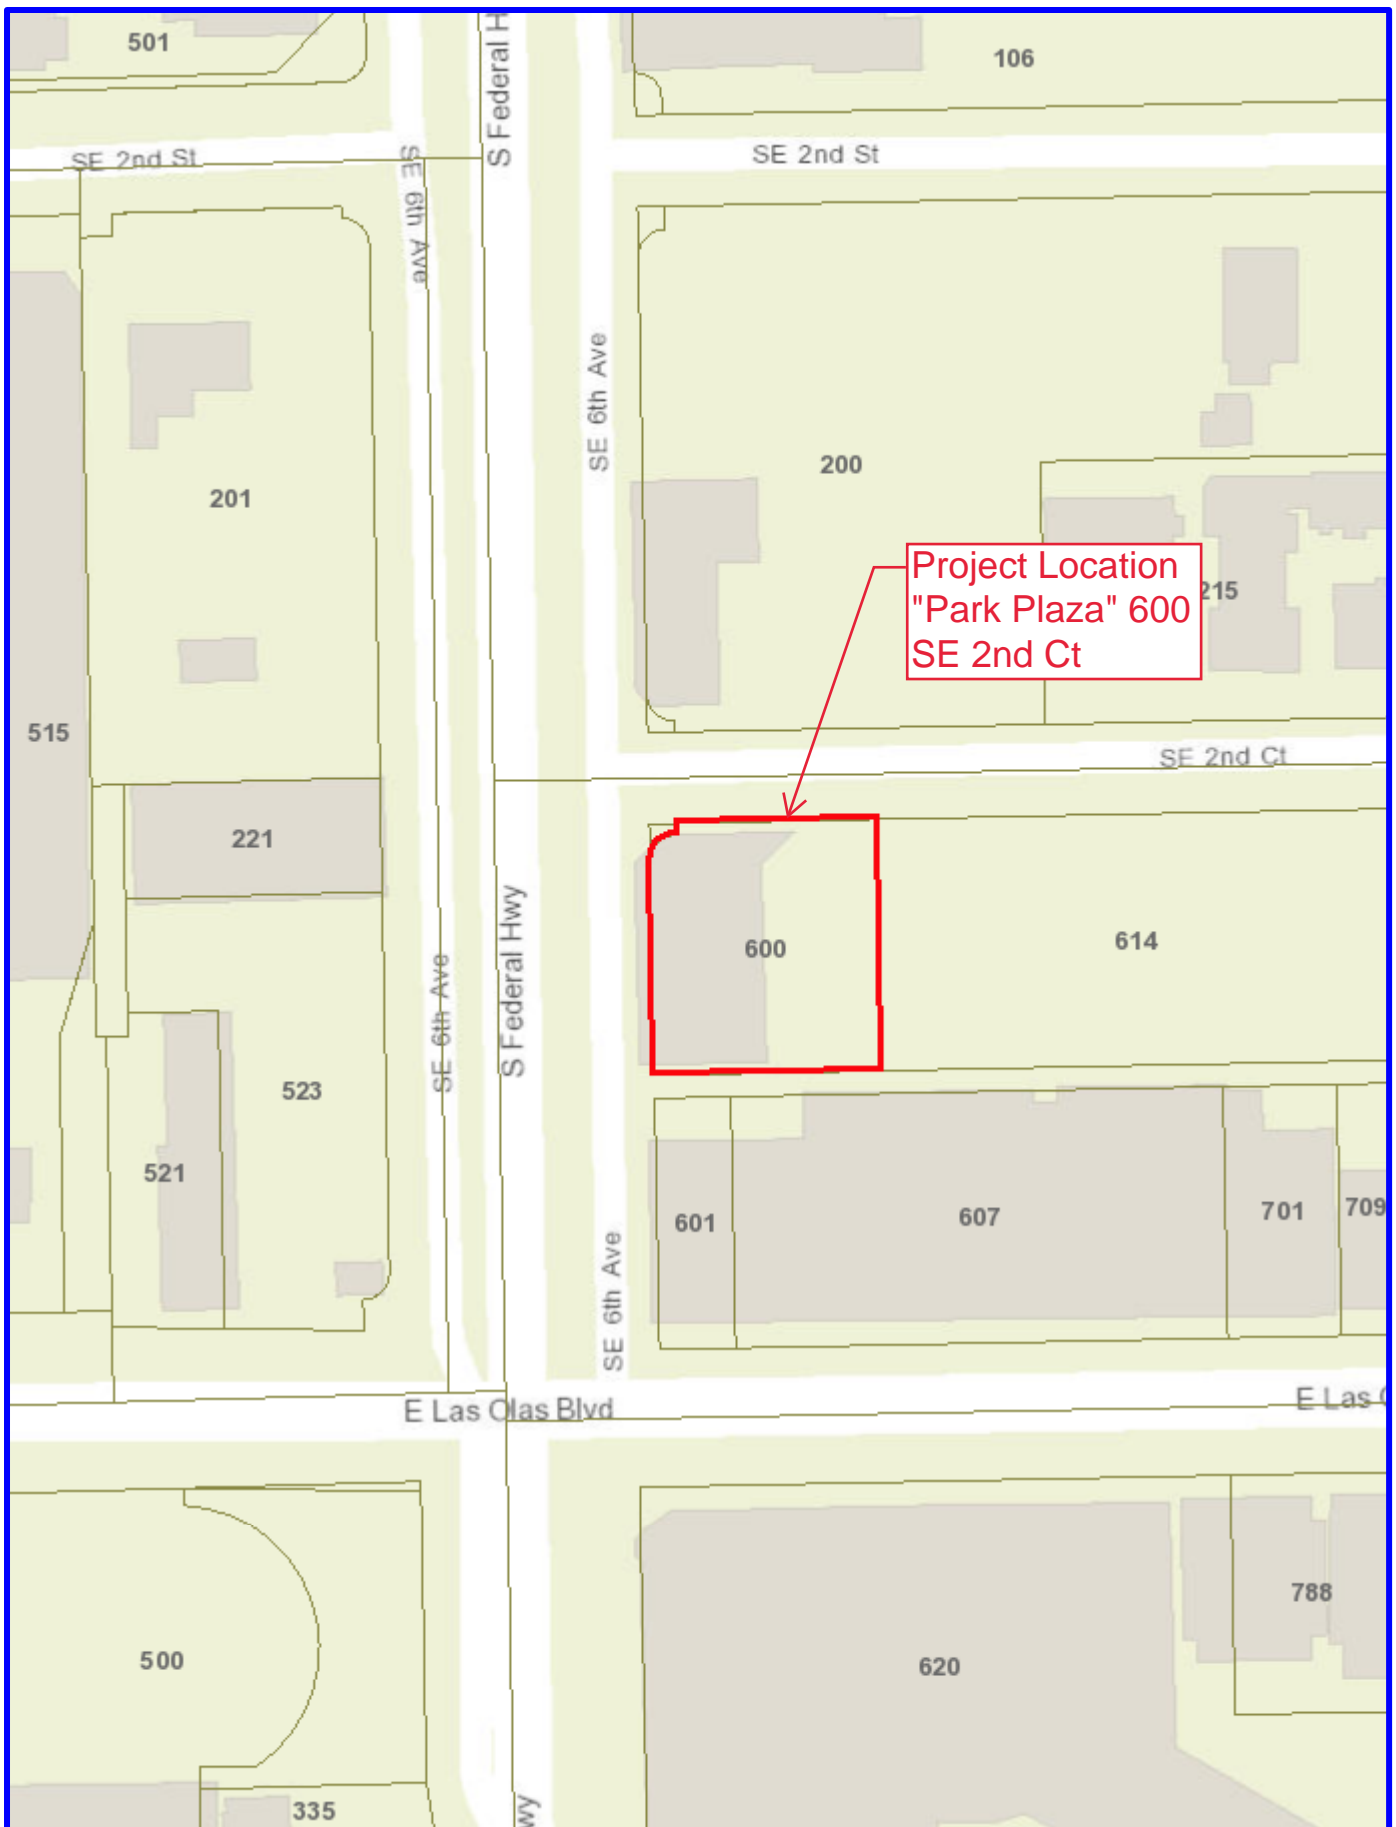 501
106
S Federal H
SE 2nd St
SE 2nd St
SE 6th Ave
SE 6th Ave
200
201
Project Location
"Park Plaza" 600
SE 2nd Ct
215
515
SE 2nd Ct
221
600
614
S Federal Hwy
SE 6th Ave
523
521
601
607
701
709
SE 6th Ave
E Las Olas Blvd
E Las O
788
500
620
335
wy